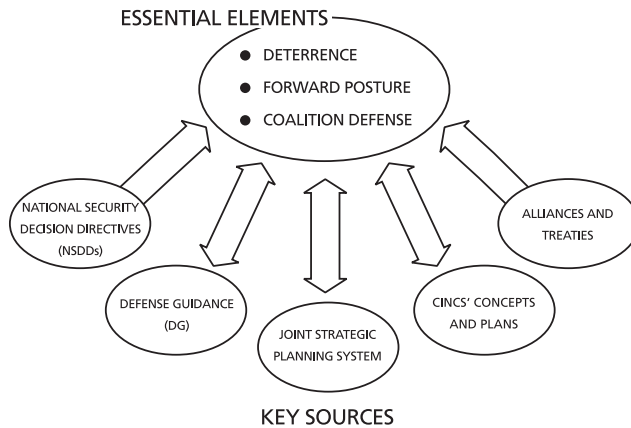 ESSENTIAL ELEMENTS
● DETERRENCE
● FORWARD POSTURE
● COALITION DEFENSE
NATIONAL SECURITY
DECISION DIRECTIVES
(NSDDs)
ALLIANCES AND
TREATIES
DEFENSE GUIDANCE
(DG)
CINCS' CONCEPTS
AND PLANS
JOINT STRATEGIC
PLANNING SYSTEM
KEY SOURCES